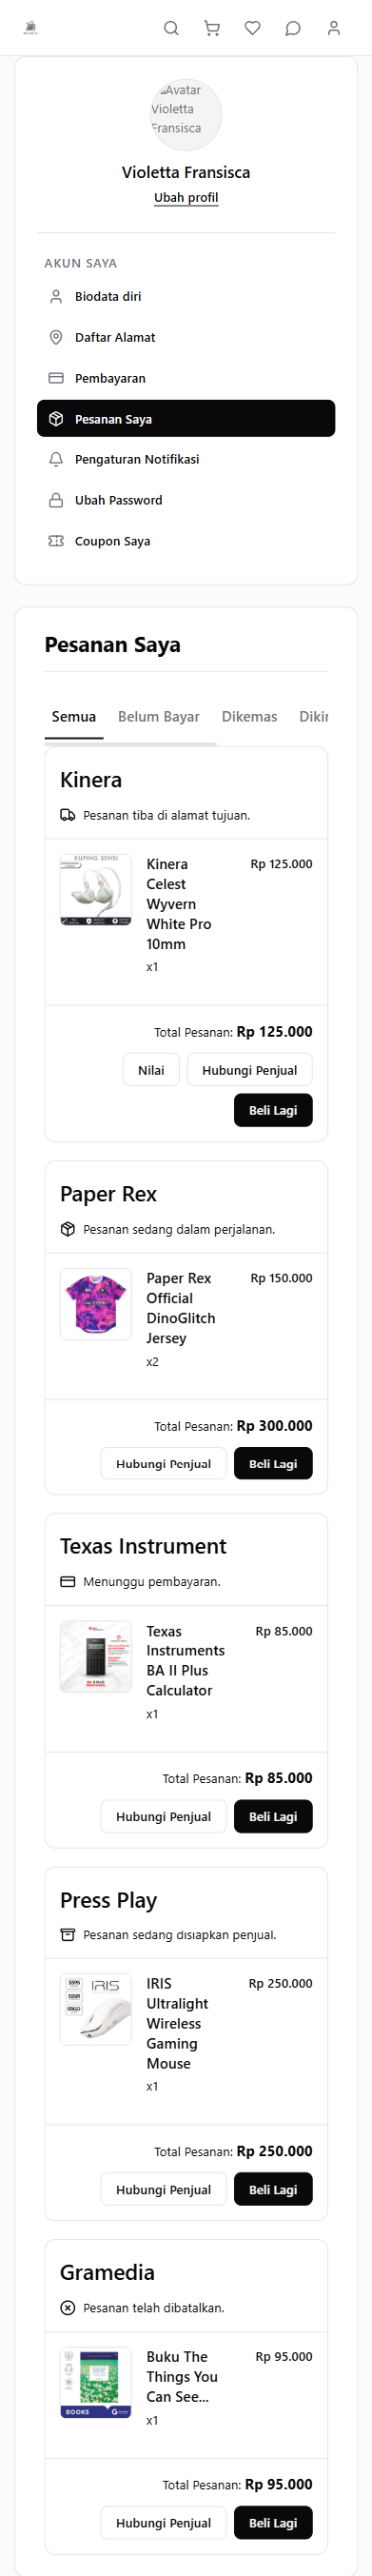 Avatar
Violetta
Fransisca
Violetta Fransisca
Ubah profil
AKUN SAYA
Biodata diri
Daftar Alamat
Pembayaran
Pesanan Saya
Pengaturan Notifikasi
Ubah Password
Coupon Saya
Pesanan Saya
Semua Belum Bayar Dikemas Dikir
Kinera
Pesanan tiba di alamat tujuan.
KUFING SENSI
Kinera Rp 125.000
Celest
Wyvern
White Pro
10mm
x1
Total Pesanan: Rp 125.000
Nilai Hubungi Penjual
Beli Lagi
Paper Rex
Pesanan sedang dalam perjalanan.
Paper Rex Rp 150.000
Official
DinoGlitch
Jersey
x2
Total Pesanan: Rp 300.000
Hubungi Penjual Beli Lagi
Texas Instrument
Menunggu pembayaran.
Texas Rp 85.000
Instruments
BA II Plus
Calculator
x1
Total Pesanan: Rp 85.000
Hubungi Penjual Beli Lagi
Press Play
Pesanan sedang disiapkan penjual.
IRIS
ERGO
IRIS Rp 250.000
Ultralight
Wireless
Gaming
Mouse
x1
Total Pesanan: Rp 250.000
Hubungi Penjual Beli Lagi
Gramedia
Pesanan telah dibatalkan.
BOOKS
Buku The Rp 95.000
Things You
Can See...
x1
Total Pesanan: Rp 95.000
Hubungi Penjual Beli Lagi